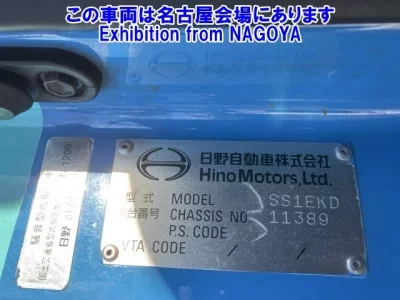 この車両は名古屋会場にあります
Exhibition from NAGOYA
日野自動車株式会社
Hino Motors, Ltd.
型式 MODEL SS1EKD
台番号 CHASSIS NO. 11389
P.S. CODE
VTA CODE / /
日野